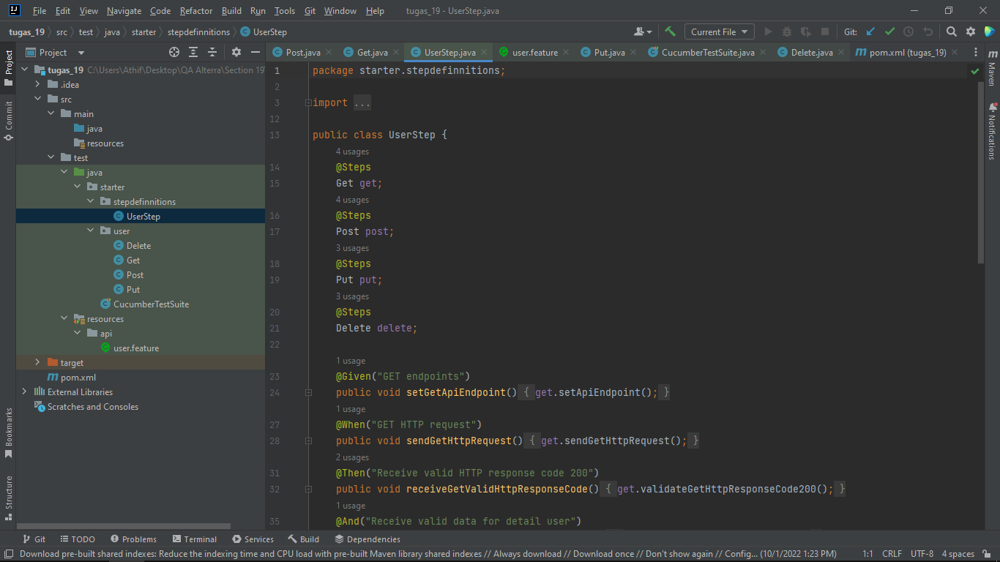 File Edit View Navigate Code Refactor Build Run Tools Git Window Help tugas_19 - UserStep.java
tugas_19 src test java starter stepdefinnitions UserStep Current File Git:
Project Post.java Get.java UserStep.java user.feature Put.java CucumberTestSuite.java Delete.java pom.xml (tugas_19)
Project
Commit
Bookmarks
Structure
tugas_19 C:\Users\Athif\Desktop\QA Alterra\Section 19\
.idea
src
main
java
resources
test
java
starter
stepdefinnitions
UserStep
user
Delete
Get
Post
Put
CucumberTestSuite
resources
api
user.feature
target
pom.xml
External Libraries
Scratches and Consoles
1 package starter.stepdefinnitions;
2
3 import ...
12
13 public class UserStep {
4 usages
14 @Steps
15 Get get;
4 usages
16 @Steps
17 Post post;
3 usages
18 @Steps
19 Put put;
3 usages
20 @Steps
21 Delete delete;
22
1 usage
23 @Given("GET endpoints")
24 public void setGetApiEndpoint() { get.setApiEndpoint(); }
1 usage
27 @When("GET HTTP request")
28 public void sendGetHttpRequest() { get.sendGetHttpRequest(); }
2 usages
31 @Then("Receive valid HTTP response code 200")
32 public void receiveGetValidHttpResponseCode() { get.validateGetHttpResponseCode200(); }
1 usage
35 @And("Receive valid data for detail user")
Maven
Notifications
Git TODO Problems Terminal Services Build Dependencies
Download pre-built shared indexes: Reduce the indexing time and CPU load with pre-built Maven library shared indexes // Always download // Download once // Don't show again // Config... (10/1/2022 1:23 PM) 1:1 CRLF UTF-8 4 spaces